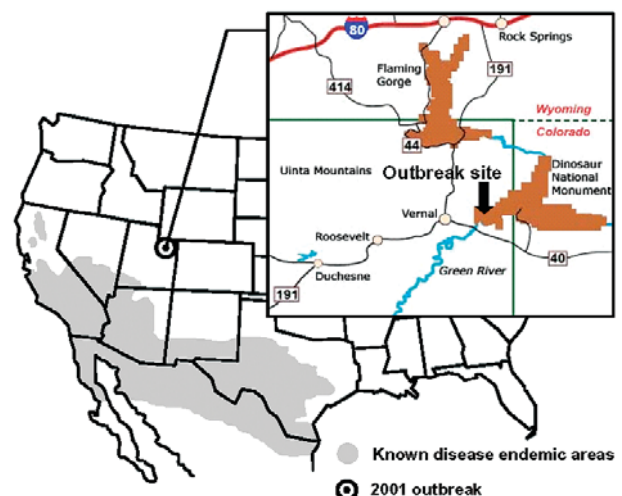 80
Rock Springs
Flaming
Gorge
191
414
Wyoming
Colorado
44
Uinta Mountains
Outbreak site
Dinosaur
National
Monument
Vernal
Roosevelt
Duchesne
Green River
40
191
Known disease endemic areas
2001 outbreak